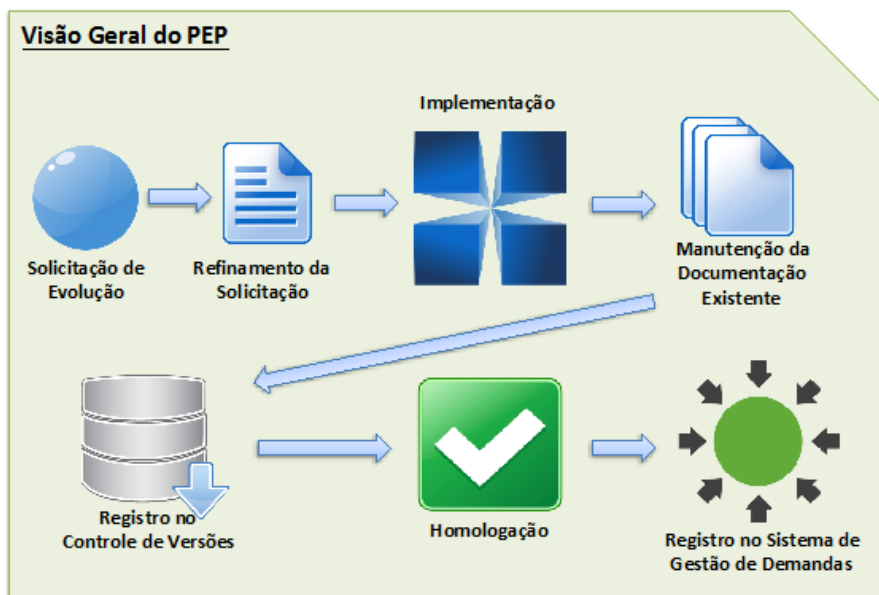 Visão Geral do PEP
Implementação
Solicitação de
Evolução
Refinamento da
Solicitação
Manutenção da
Documentação
Existente
Registro no
Controle de Versões
Homologação
Registro no Sistema de
Gestão de Demandas